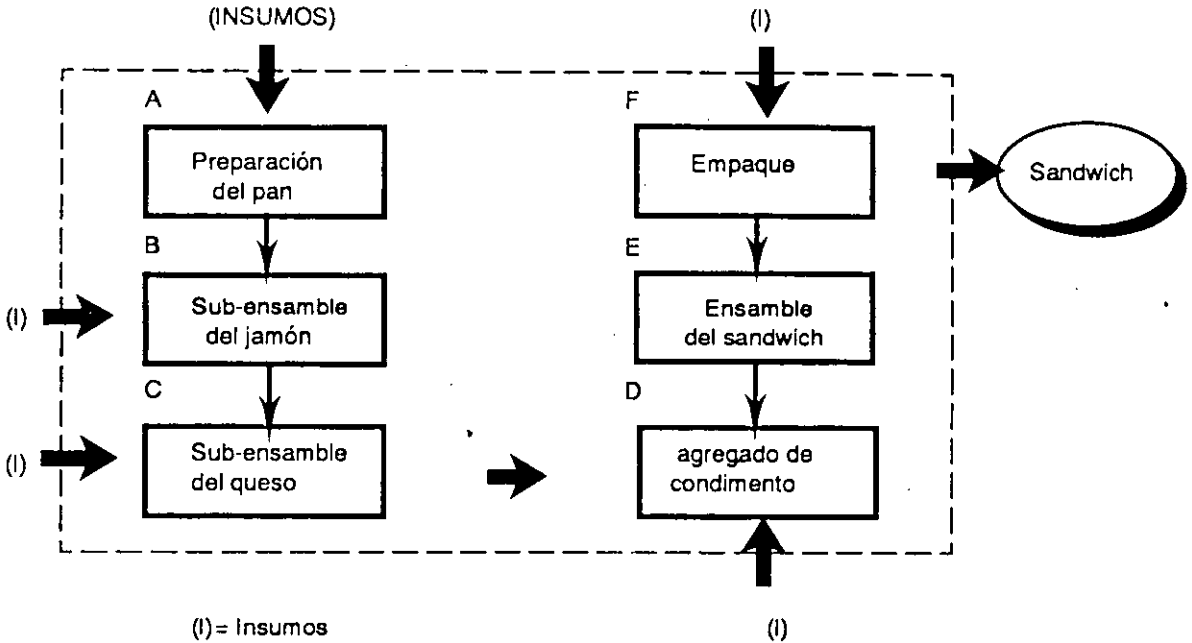 (INSUMOS)
(I)
A
Preparación
del pan
B
(I)
Sub-ensamble
del jamón
C
(I)
Sub-ensamble
del queso
F
Empaque
Sandwich
E
Ensamble
del sandwich
D
agregado de
condimento
(I)= Insumos
(I)